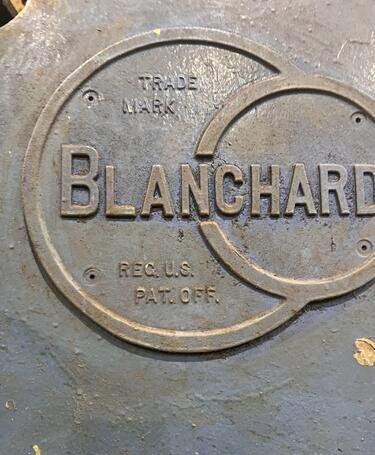 TRADE
MARK
BLANCHARD
REG. U.S.
PAT. OFF.